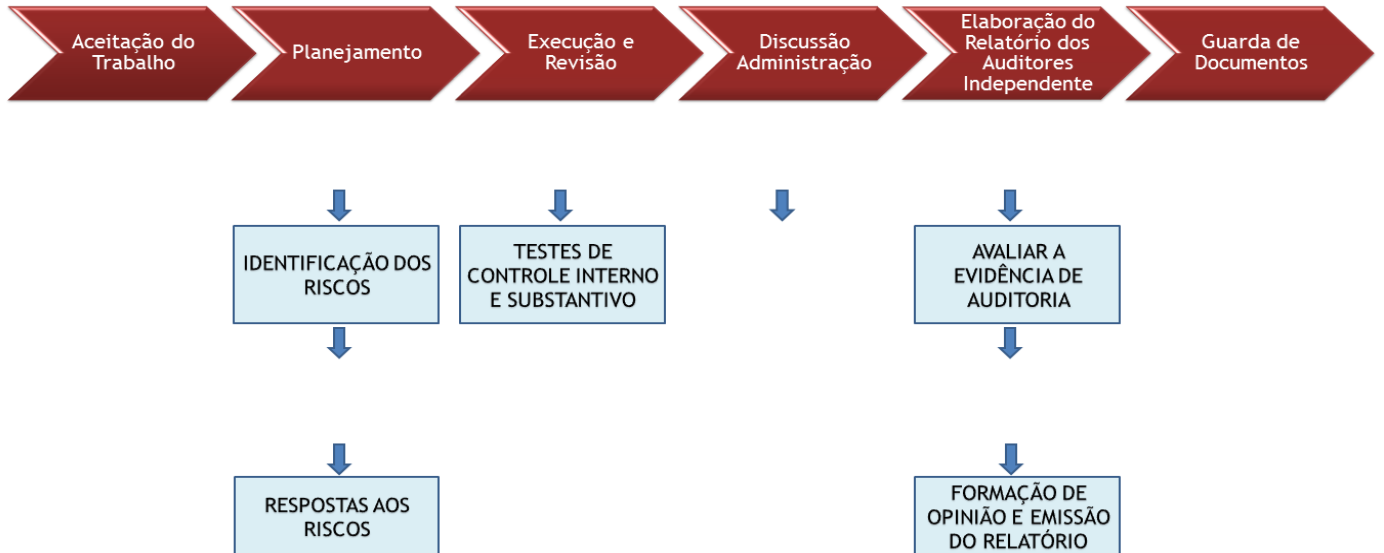 Aceitação do
Trabalho
Planejamento
Execução e
Revisão
Discussão
Administração
Elaboração do
Relatório dos
Auditores
Independente
Guarda de
Documentos
IDENTIFICAÇÃO DOS
RISCOS
TESTES DE
CONTROLE INTERNO
E SUBSTANTIVO
AVALIAR A
EVIDÊNCIA DE
AUDITORIA
RESPOSTAS AOS
RISCOS
FORMAÇÃO DE
OPINIÃO E EMISSÃO
DO RELATÓRIO